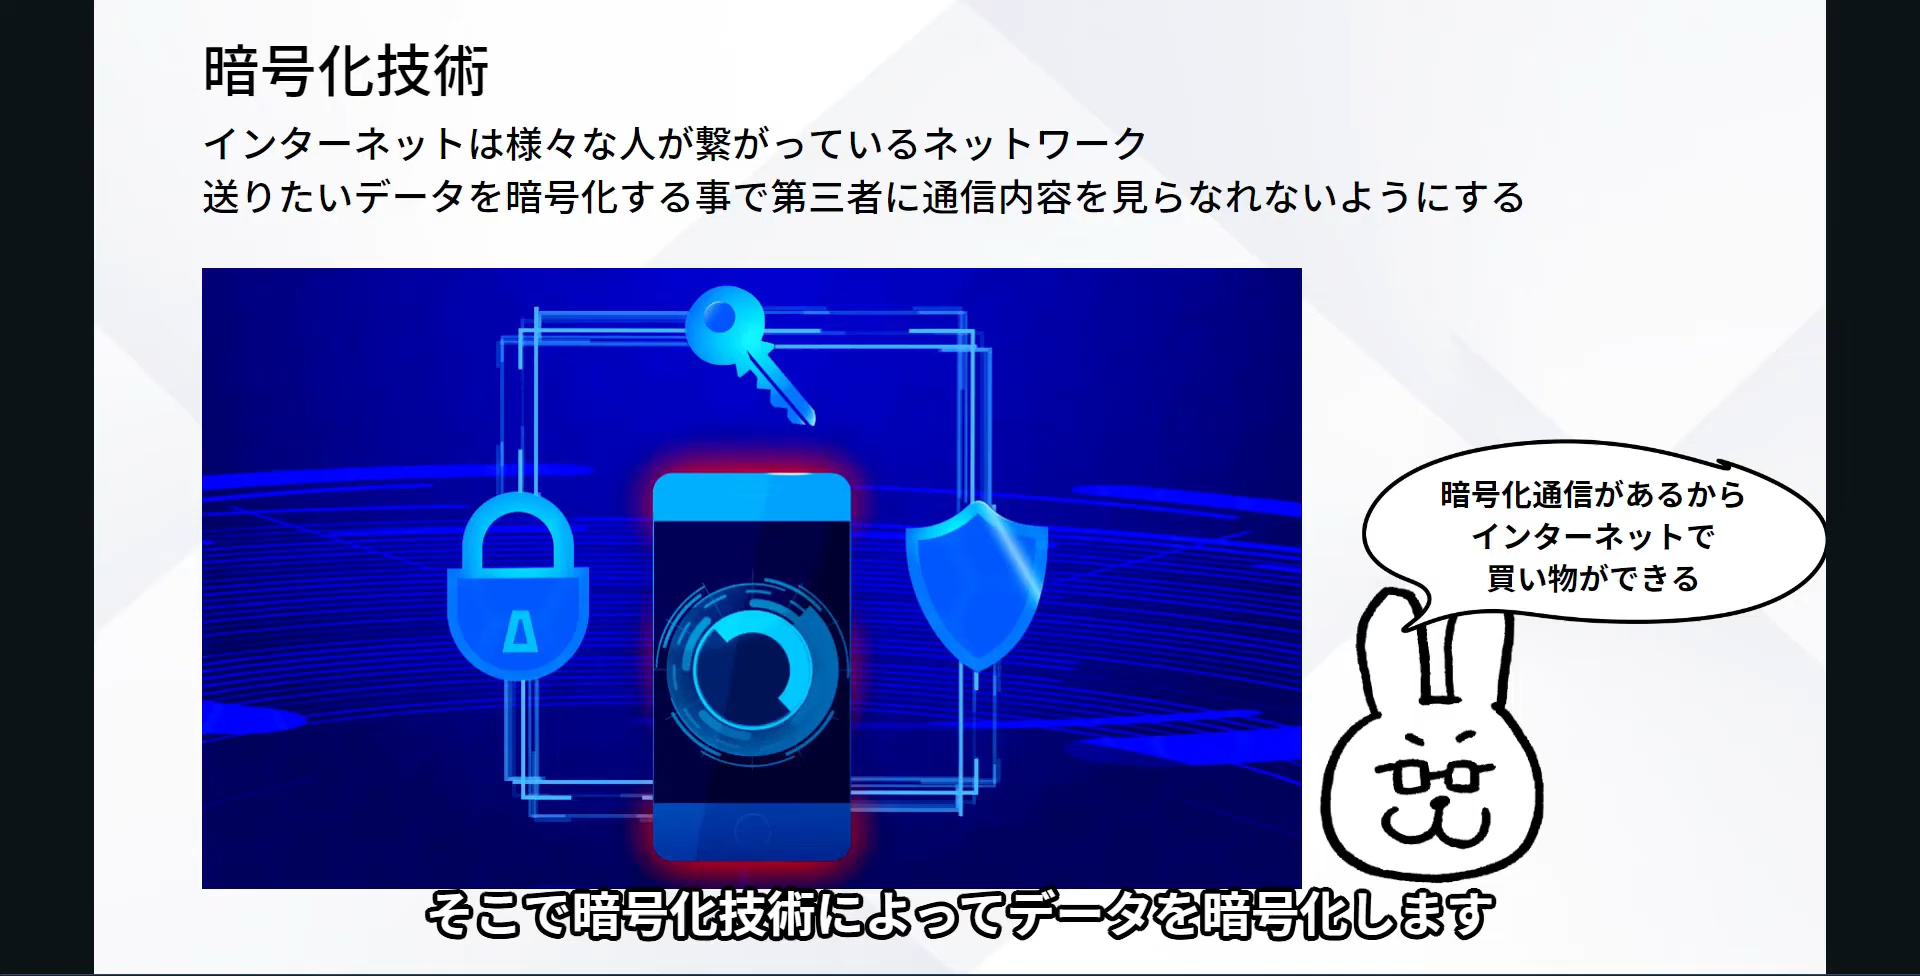 暗号化技術
インターネットは様々な人が繋がっているネットワーク
送りたいデータを暗号化する事で第三者に通信内容を見らなれれないようにする
暗号化通信があるから
インターネットで
買い物ができる
そこで暗号化技術によってデータを暗号化します